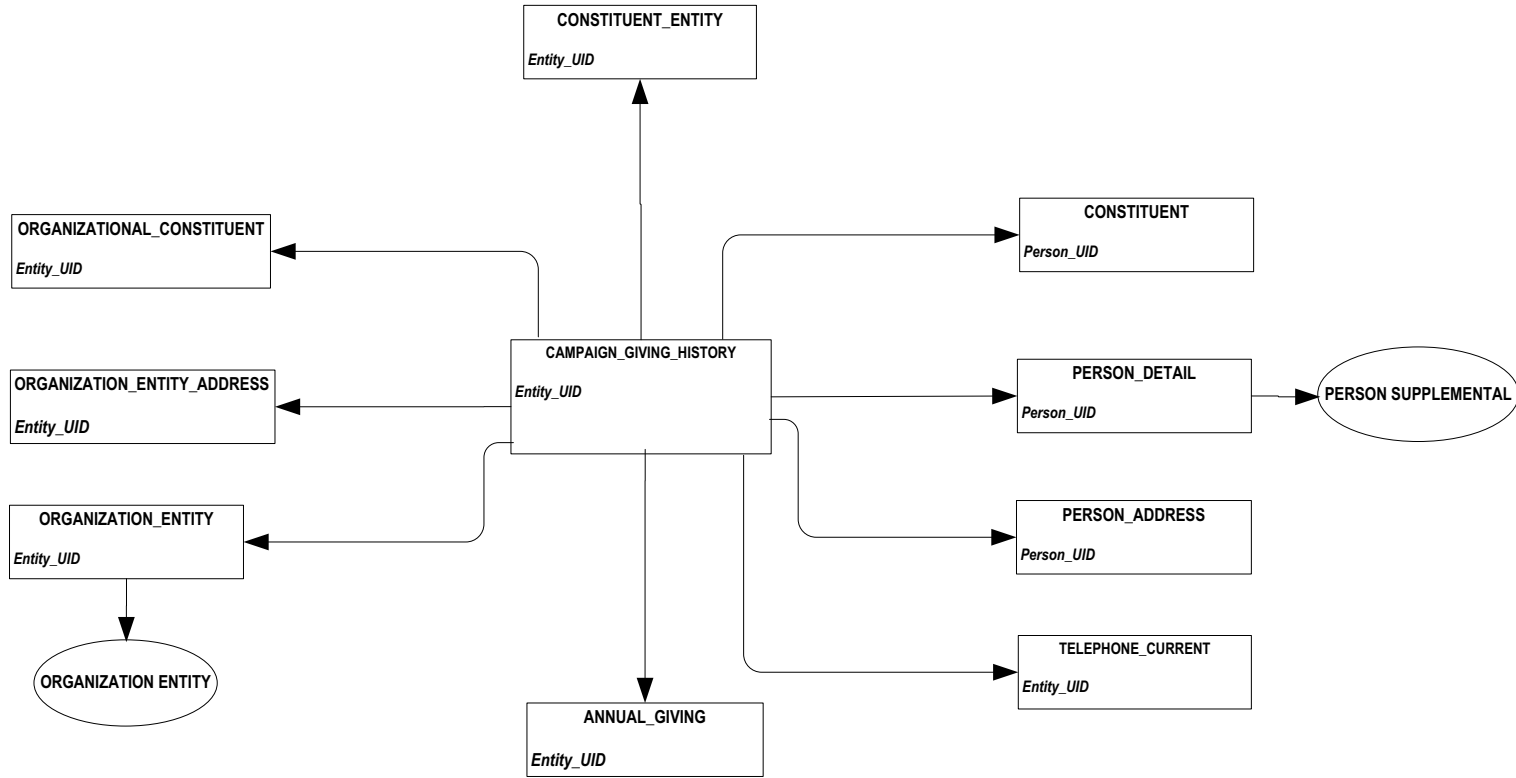 CONSTITUENT_ENTITY
Entity_UID
ORGANIZATIONAL_CONSTITUENT
Entity_UID
CONSTITUENT
Person_UID
CAMPAIGN_GIVING_HISTORY
Entity_UID
ORGANIZATION_ENTITY_ADDRESS
Entity_UID
PERSON_DETAIL
Person_UID
PERSON SUPPLEMENTAL
ORGANIZATION_ENTITY
Entity_UID
PERSON_ADDRESS
Person_UID
ORGANIZATION ENTITY
TELEPHONE_CURRENT
Entity_UID
ANNUAL_GIVING
Entity_UID